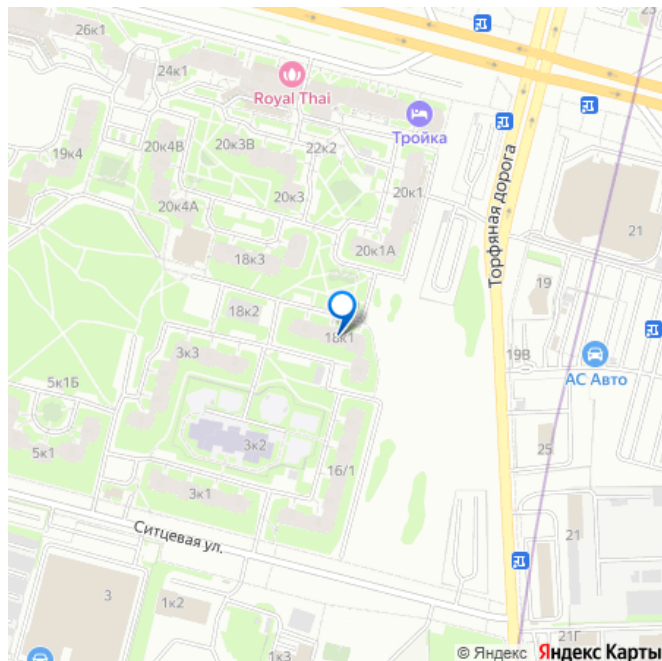 26к1
23
24к1
Royal Thai
Тройка
19к4
20к4В
20к3В
22к2
20к3
20к1
Торфяная дорога
20к4А
21
20к1А
18к3
19
18к2
18к1
3к3
19В
АС Авто
5к1Б
3к2
25
5к1
16/1
3к1
Ситцевая ул.
21
3
1к2
1к3
21Г
© Яндекс Яндекс Карты